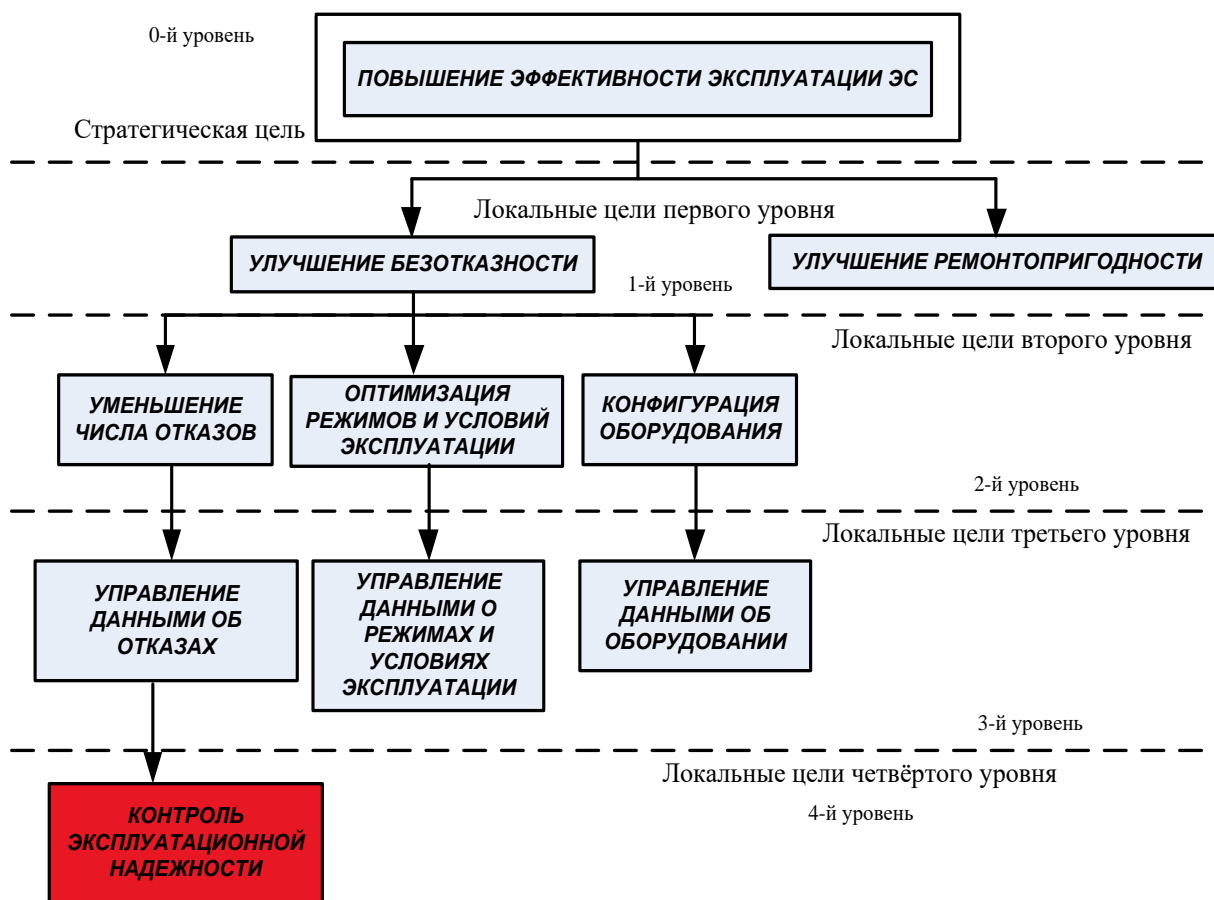 0-й уровень
ПОВЫШЕНИЕ ЭФФЕКТИВНОСТИ ЭКСПЛУАТАЦИИ ЭС
Стратегическая цель
Локальные цели первого уровня
УЛУЧШЕНИЕ БЕЗОТКАЗНОСТИ
УЛУЧШЕНИЕ РЕМОНТОПРИГОДНОСТИ
1-й уровень
Локальные цели второго уровня
УМЕНЬШЕНИЕ
ЧИСЛА ОТКАЗОВ
ОПТИМИЗАЦИЯ
РЕЖИМОВ И УСЛОВИЙ
ЭКСПЛУАТАЦИИ
КОНФИГУРАЦИЯ
ОБОРУДОВАНИЯ
2-й уровень
Локальные цели третьего уровня
УПРАВЛЕНИЕ
ДАННЫМИ ОБ
ОТКАЗАХ
УПРАВЛЕНИЕ
ДАННЫМИ О
РЕЖИМАХ И
УСЛОВИЯХ
ЭКСПЛУАТАЦИИ
УПРАВЛЕНИЕ
ДАННЫМИ ОБ
ОБОРУДОВАНИИ
3-й уровень
Локальные цели четвёртого уровня
4-й уровень
КОНТРОЛЬ
ЭКСПЛУАТАЦИОННОЙ
НАДЕЖНОСТИ